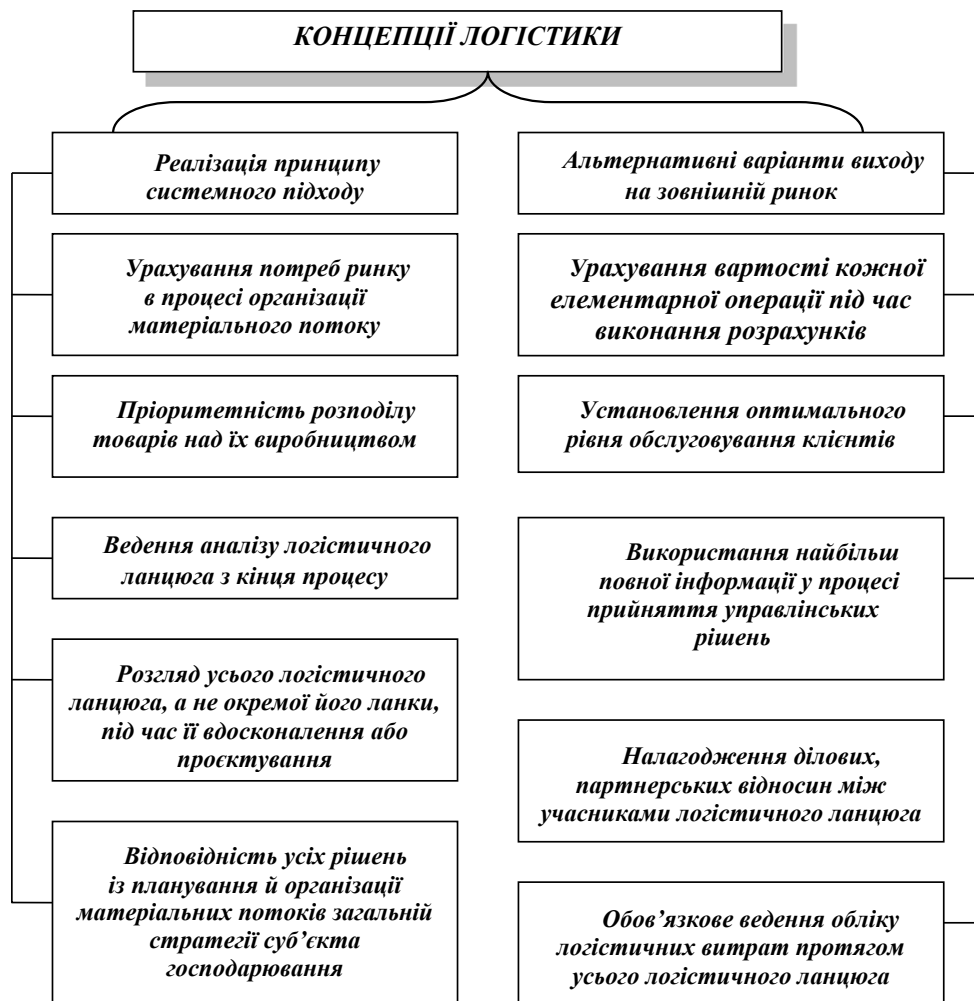 КОНЦЕПЦІЇ ЛОГІСТИКИ
Реалізація принципу
системного підходу
Урахування потреб ринку
в процесі організації
матеріального потоку
Пріоритетність розподілу
товарів над їх виробництвом
Ведення аналізу логістичного
ланцюга з кінця процесу
Розгляд усього логістичного
ланцюга, а не окремої його ланки,
під час її вдосконалення або
проєктування
Відповідність усіх рішень
із планування й організації
матеріальних потоків загальній
стратегії суб’єкта
господарювання
Альтернативні варіанти виходу
на зовнішній ринок
Урахування вартості кожної
елементарної операції під час
виконання розрахунків
Установлення оптимального
рівня обслуговування клієнтів
Використання найбільш
повної інформації у процесі
прийняття управлінських
рішень
Налагодження ділових,
партнерських відносин між
учасниками логістичного ланцюга
Обов’язкове ведення обліку
логістичних витрат протягом
усього логістичного ланцюга